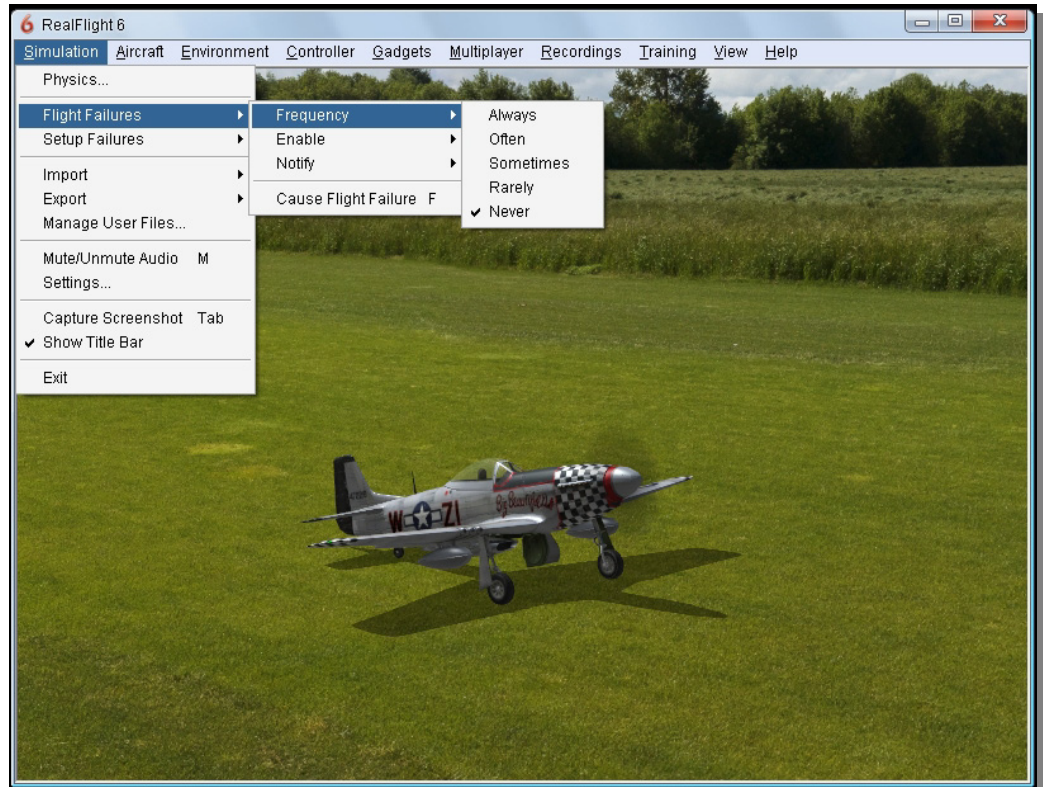 6 RealFlight 6
Simulation Aircraft Environment Controller Gadgets Multiplayer Recordings Training View Help
Physics...
Flight Failures
Setup Failures
Import
Export
Manage User Files...
Mute/Unmute Audio M
Settings...
Capture Screenshot Tab
Show Title Bar
Exit
Frequency
Enable
Notify
Cause Flight Failure F
Always
Often
Sometimes
Rarely
Never
W ZI